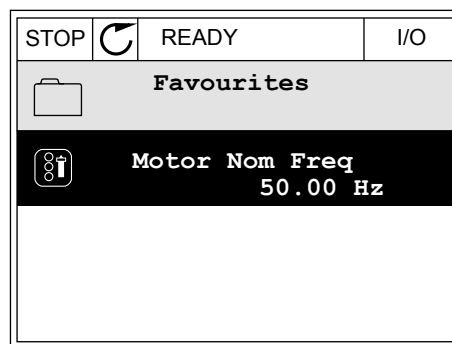 STOP READY I/O
Favourites
Motor Nom Freq
50.00 Hz